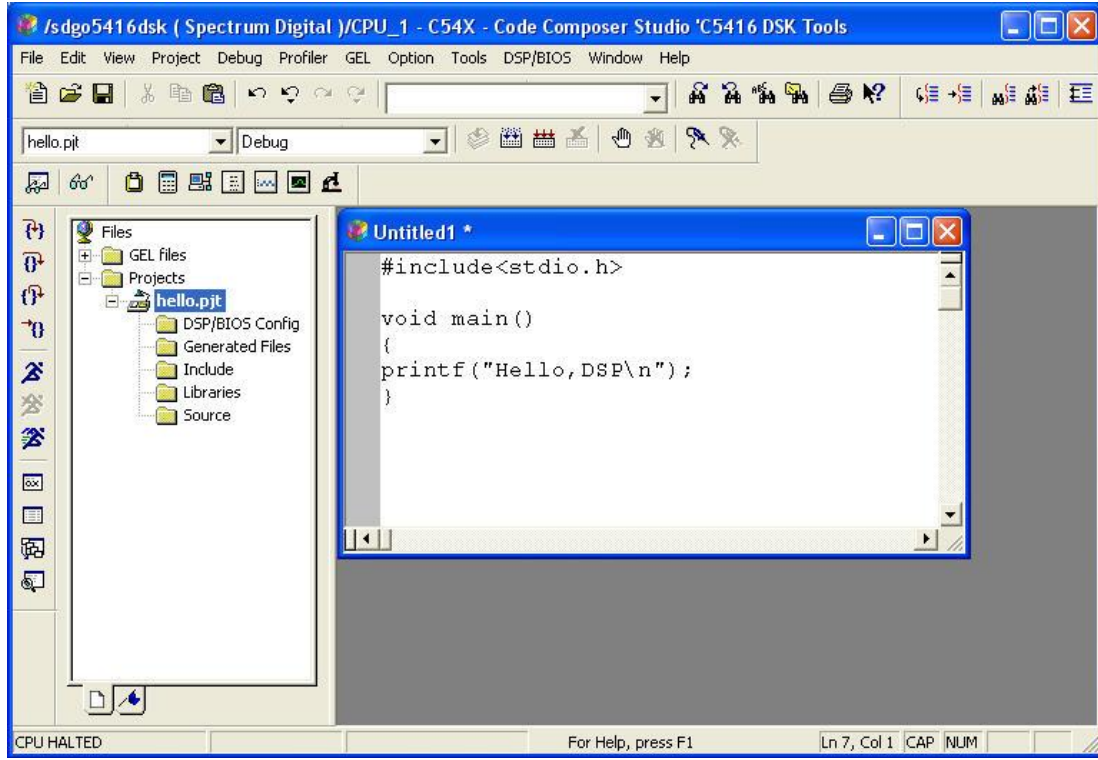 /sdgo5416dsk ( Spectrum Digital )/CPU_1 - C54X - Code Composer Studio 'C5416 DSK Tools
File Edit View Project Debug Profiler GEL Option Tools DSP/BIOS Window Help
hello.pjt Debug
Files
GEL files
Projects
hello.pjt
DSP/BIOS Config
Generated Files
Include
Libraries
Source
Untitled1 *
#include<stdio.h>
void main()
{
printf("Hello,DSP\n");
}
CPU HALTED For Help, press F1 Ln 7, Col 1 CAP NUM